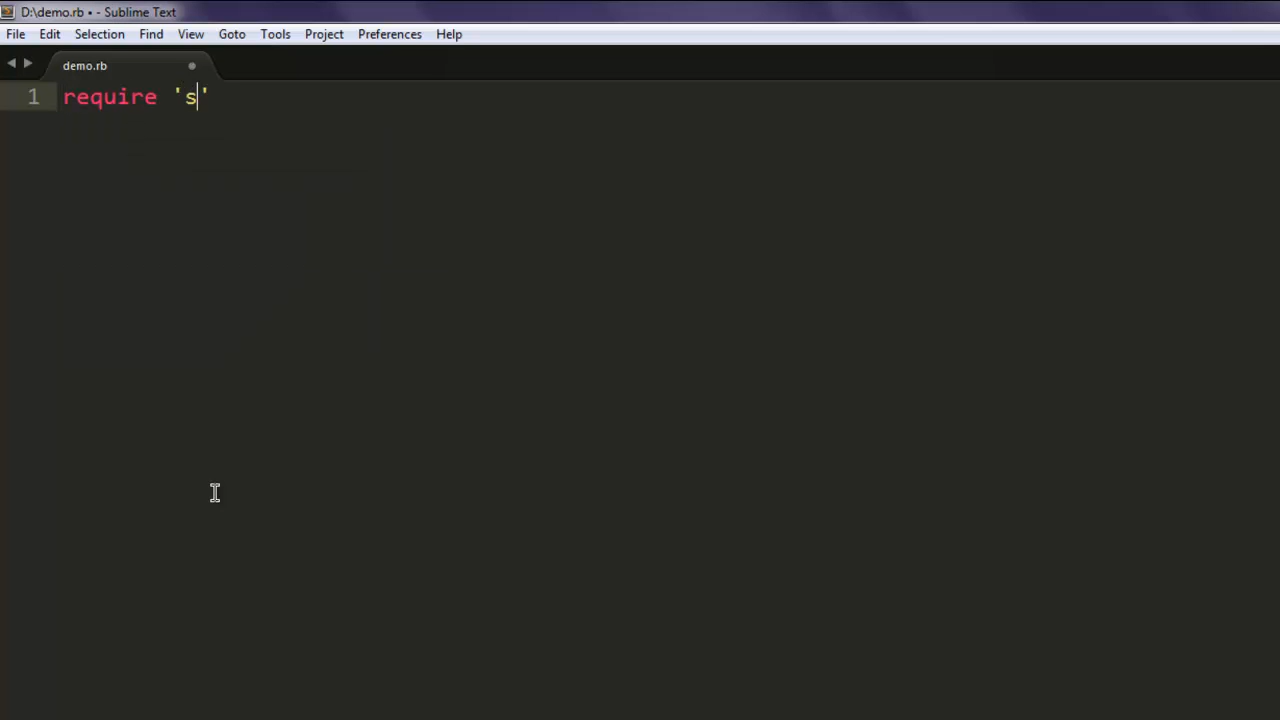 D:\demo.rb • - Sublime Text
File Edit Selection Find View Goto Tools Project Preferences Help
demo.rb
1 require 's'